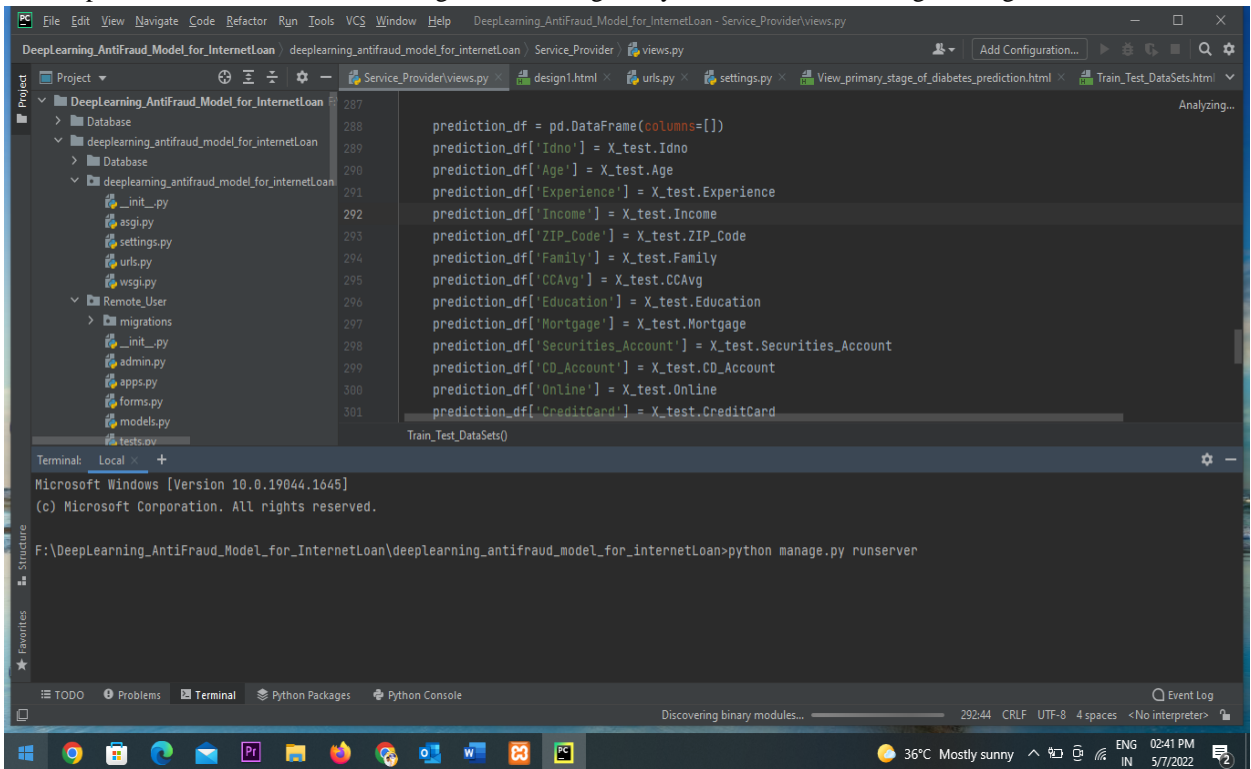 PC File Edit View Navigate Code Refactor Run Tools VCS Window Help DeepLearning_AntiFraud_Model_for_InternetLoan - Service_Provider\views.py
DeepLearning_AntiFraud_Model_for_InternetLoan deeplearning_antifraud_model_for_internetLoan Service_Provider views.py Add Configuration...
Project Service_Provider\views.py design1.html urls.py settings.py View_primary_stage_of_diabetes_prediction.html Train_Test_DataSets.html
Project
DeepLearning_AntiFraud_Model_for_InternetLoan
Database
deeplearning_antifraud_model_for_internetLoan
Database
deeplearning_antifraud_model_for_internetLoan
__init__.py
asgi.py
settings.py
urls.py
wsgi.py
Remote_User
migrations
__init__.py
admin.py
apps.py
forms.py
models.py
tests.py
Analyzing...
287
288 prediction_df = pd.DataFrame(columns=[])
289 prediction_df['Idno'] = X_test.Idno
290 prediction_df['Age'] = X_test.Age
291 prediction_df['Experience'] = X_test.Experience
292 prediction_df['Income'] = X_test.Income
293 prediction_df['ZIP_Code'] = X_test.ZIP_Code
294 prediction_df['Family'] = X_test.Family
295 prediction_df['CCAvg'] = X_test.CCAvg
296 prediction_df['Education'] = X_test.Education
297 prediction_df['Mortgage'] = X_test.Mortgage
298 prediction_df['Securities_Account'] = X_test.Securities_Account
299 prediction_df['CD_Account'] = X_test.CD_Account
300 prediction_df['Online'] = X_test.Online
301 prediction_df['CreditCard'] = X_test.CreditCard
Train_Test_DataSets()
Terminal: Local +
Microsoft Windows [Version 10.0.19044.1645]
(c) Microsoft Corporation. All rights reserved.
F:\DeepLearning_AntiFraud_Model_for_InternetLoan\deeplearning_antifraud_model_for_internetLoan>python manage.py runserver
Structure
Favorites
TODO Problems Terminal Python Packages Python Console Event Log
Discovering binary modules... 292:44 CRLF UTF-8 4 spaces <No interpreter>
Pr W PC 36°C Mostly sunny ENG IN 02:41 PM 5/7/2022 2